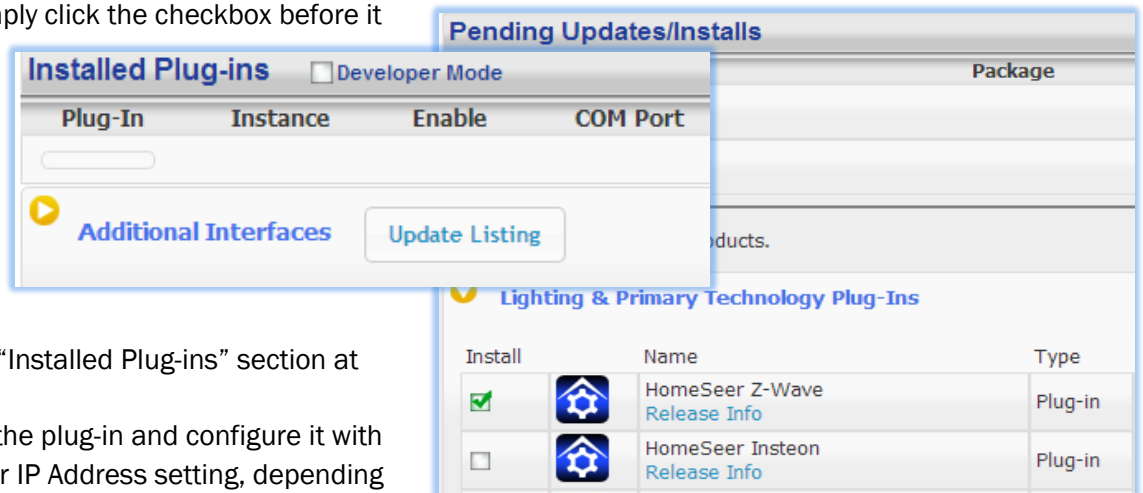 click the checkbox before it
Installed Plug-ins Developer Mode
Plug-In Instance Enable COM Port
Additional Interfaces Update Listing
"Installed Plug-ins" section at
the plug-in and configure it with
IP Address setting, depending
Pending Updates/Installs
Package
Lighting & Primary Technology Plug-Ins
Install Name Type
HomeSeer Z-Wave
Release Info
Plug-in
HomeSeer Insteon
Release Info
Plug-in